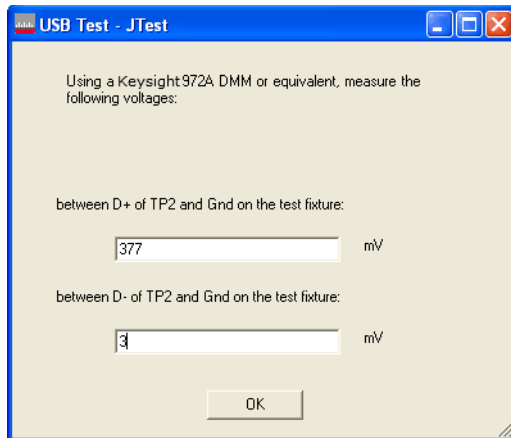 USB Test - JTest
Using a Keysight 972A DMM or equivalent, measure the
following voltages:
between D+ of TP2 and Gnd on the test fixture:
377 mV
between D- of TP2 and Gnd on the test fixture:
3 mV
OK